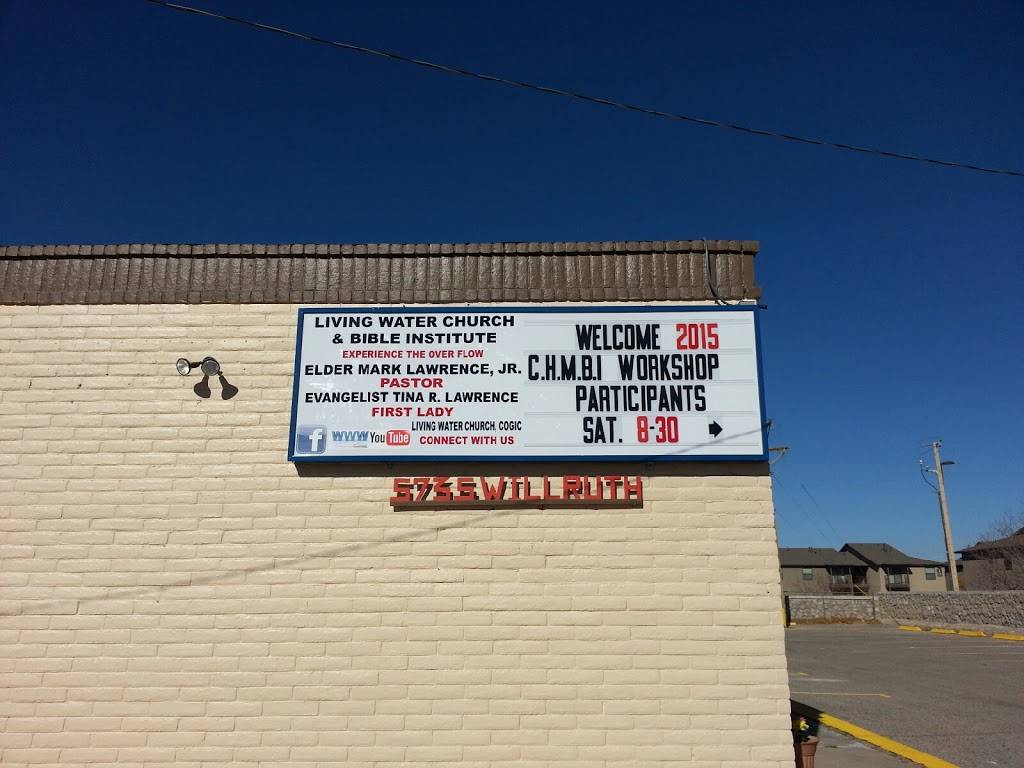 LIVING WATER CHURCH
& BIBLE INSTITUTE
EXPERIENCE THE OVER FLOW
ELDER MARK LAWRENCE, JR.
PASTOR
EVANGELIST TINA R. LAWRENCE
FIRST LADY
f WWW YouTube
LIVING WATER CHURCH. COGIC
CONNECT WITH US
WELCOME 2015
C.H.M.B.I WORKSHOP
PARTICIPANTS
SAT. 8-30
5735 WILLRUTH